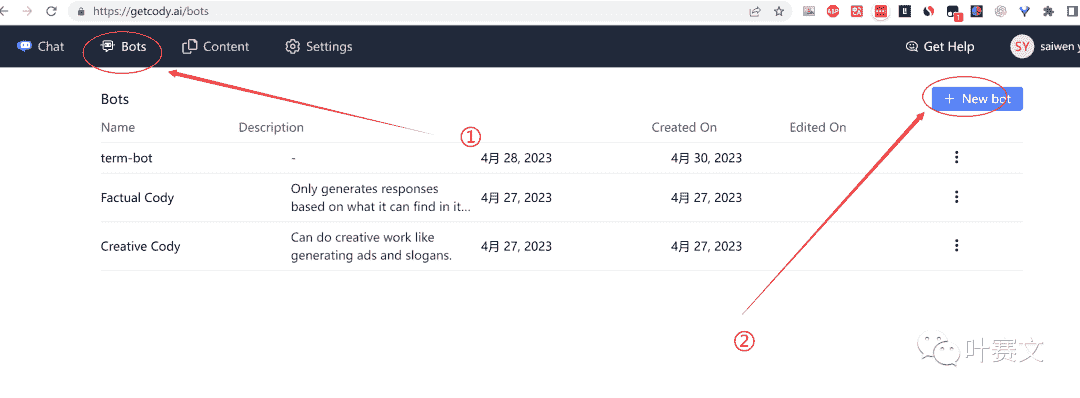 https://getcody.ai/bots
Chat Bots Content Settings Get Help SY saiwen y
Bots + New bot
Name Description Created On Edited On
①
term-bot - 4月 28, 2023 4月 30, 2023
Factual Cody Only generates responses 4月 27, 2023 4月 27, 2023
based on what it can find in it...
Creative Cody Can do creative work like 4月 27, 2023 4月 27, 2023
generating ads and slogans.
②
叶赛文